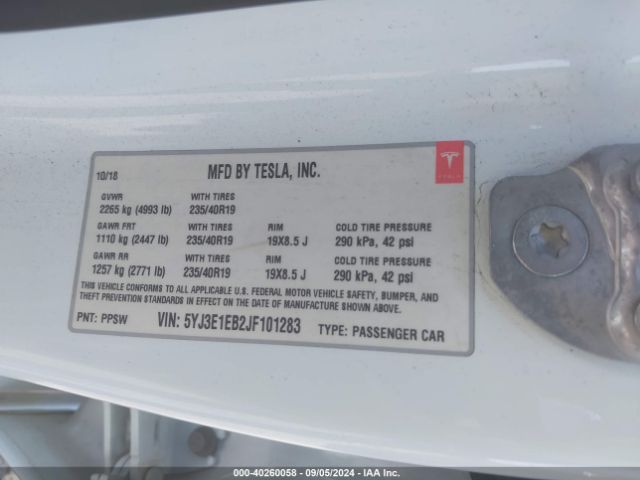 10/18 MFD BY TESLA, INC.
TESLA
GVWR WITH TIRES
2265 kg (4993 lb) 235/40R19
GAWR FRT WITH TIRES RIM COLD TIRE PRESSURE
1110 kg (2447 lb) 235/40R19 19X8.5 J 290 kPa, 42 psi
GAWR RR WITH TIRES RIM COLD TIRE PRESSURE
1257 kg (2771 lb) 235/40R19 19X8.5 J 290 kPa, 42 psi
THIS VEHICLE CONFORMS TO ALL APPLICABLE U.S. FEDERAL MOTOR VEHICLE SAFETY, BUMPER, AND
THEFT PREVENTION STANDARDS IN EFFECT ON THE DATE OF MANUFACTURE SHOWN ABOVE.
PNT: PPSW VIN: 5YJ3E1EB2JF101283 TYPE: PASSENGER CAR
000-40260058 - 09/05/2024 - IAAI.COM